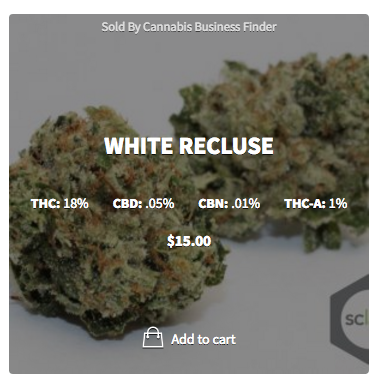 Sold By Cannabis Business Finder
WHITE RECLUSE
THC: 18% CBD: .05% CBN: .01% THC-A: 1%
$15.00
Add to cart
scl